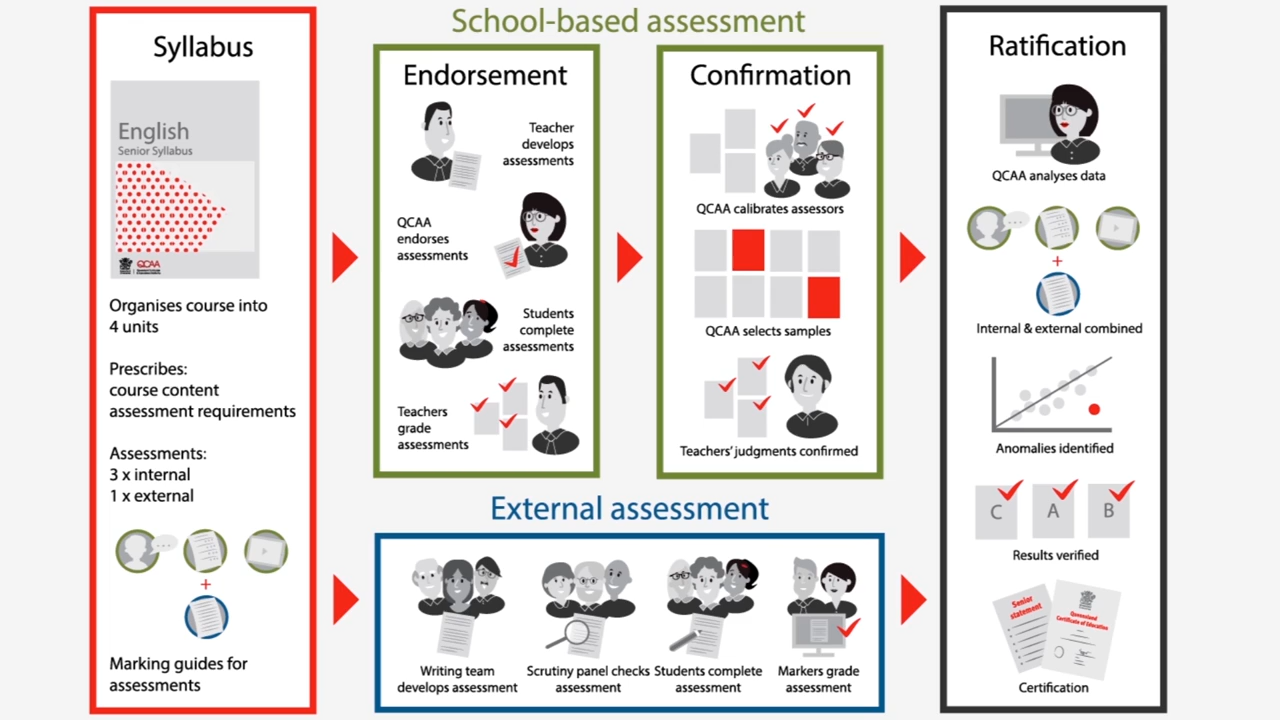 Syllabus
English
Senior Syllabus
QCAA
Organises course into
4 units
Prescribes:
course content
assessment requirements
Assessments:
3 x internal
1 x external
+
Marking guides for
assessments
School-based assessment
Endorsement
Teacher
develops
assessments
QCAA
endorses
assessments
Students
complete
assessments
Teachers
grade
assessments
Confirmation
QCAA calibrates assessors
QCAA selects samples
Teachers' judgments confirmed
External assessment
Writing team
develops assessment
Scrutiny panel checks
assessment
Students complete
assessment
Markers grade
assessment
Ratification
QCAA analyses data
+
Internal & external combined
Anomalies identified
C A B
Results verified
Senior
statement
Queensland
Certificate of Education
Certification